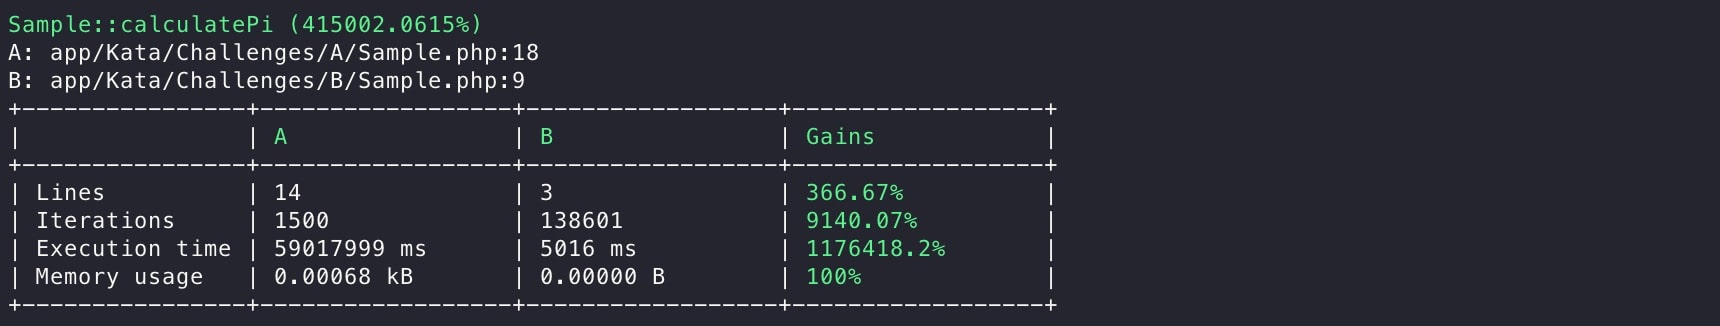 Sample::calculatePi (415002.0615%)
A: app/Kata/Challenges/A/Sample.php:18
B: app/Kata/Challenges/B/Sample.php:9
+----------------+------------------+------------------+------------------+
|                | A                | B                | Gains            |
+----------------+------------------+------------------+------------------+
| Lines          | 14               | 3                | 366.67%          |
| Iterations     | 1500             | 138601           | 9140.07%         |
| Execution time | 59017999 ms      | 5016 ms          | 1176418.2%       |
| Memory usage   | 0.00068 kB       | 0.00000 B        | 100%             |
+----------------+------------------+------------------+------------------+